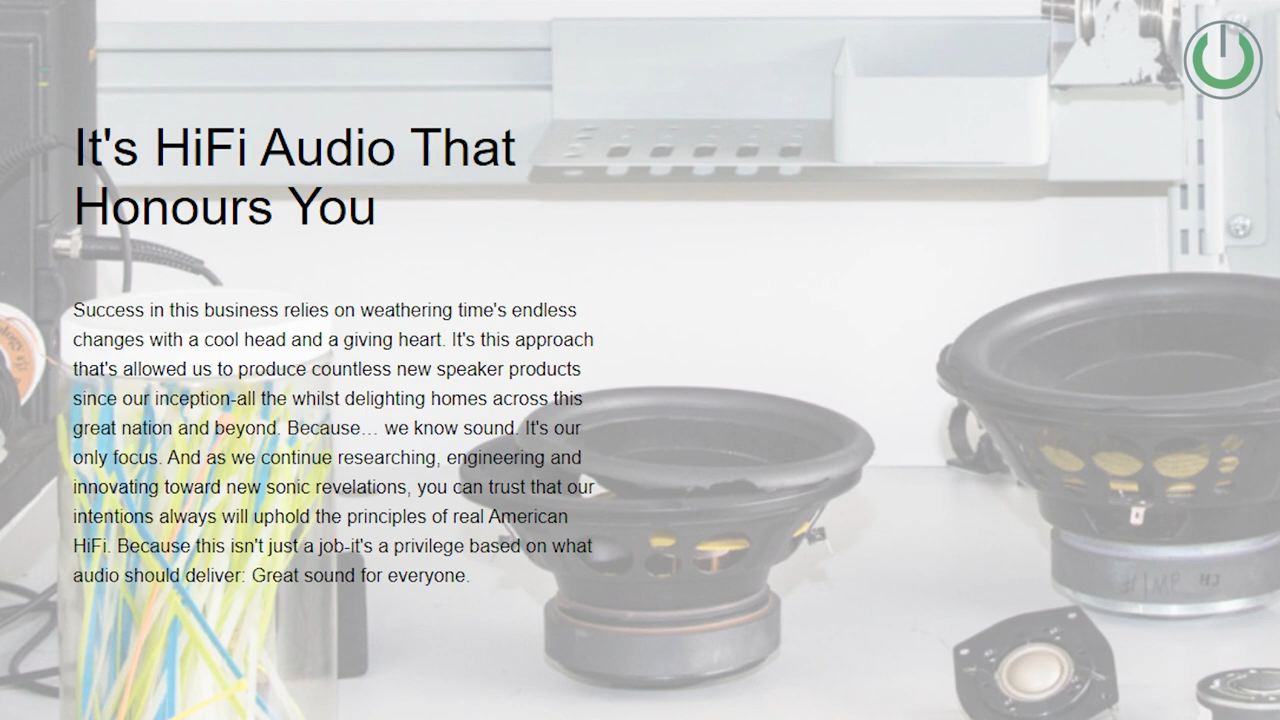 It's HiFi Audio That
Honours You
Success in this business relies on weathering time's endless
changes with a cool head and a giving heart. It's this approach
that's allowed us to produce countless new speaker products
since our inception-all the whilst delighting homes across this
great nation and beyond. Because… we know sound. It's our
only focus. And as we continue researching, engineering and
innovating toward new sonic revelations, you can trust that our
intentions always will uphold the principles of real American
HiFi. Because this isn't just a job-it's a privilege based on what
audio should deliver: Great sound for everyone.